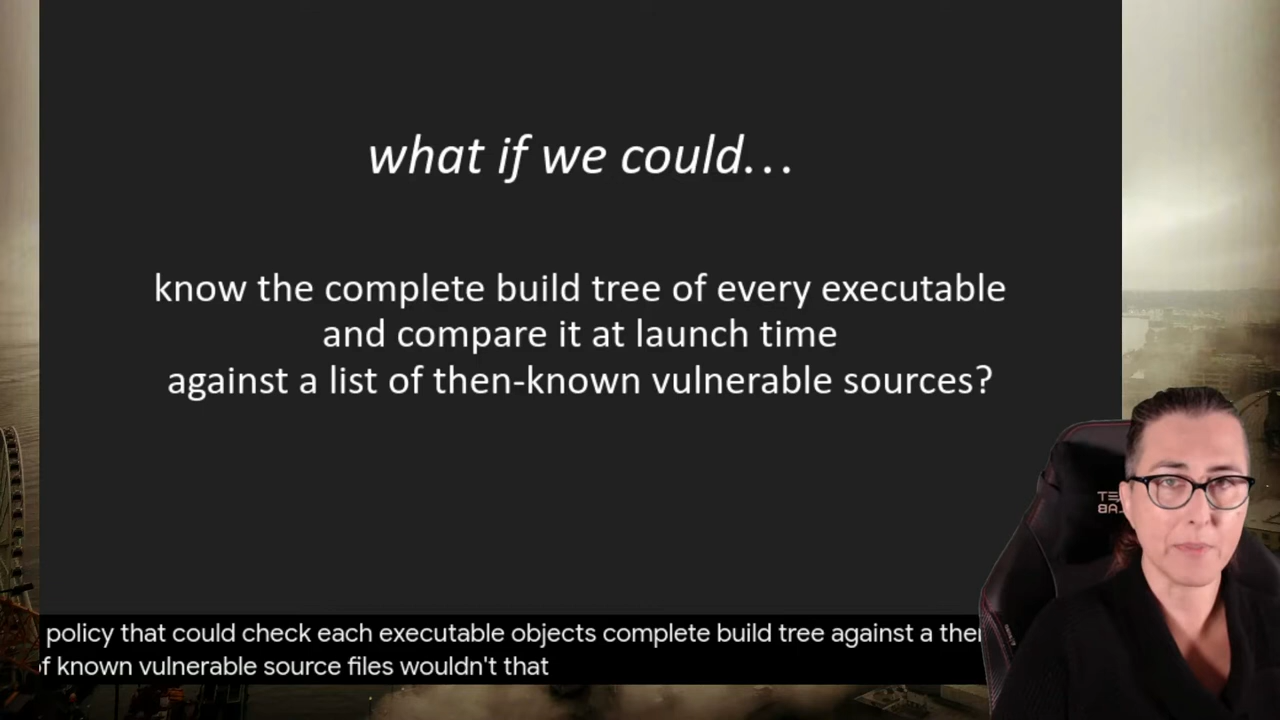 what if we could...
know the complete build tree of every executable
and compare it at launch time
against a list of then-known vulnerable sources?
policy that could check each executable objects complete build tree against a
known vulnerable source files wouldn't that